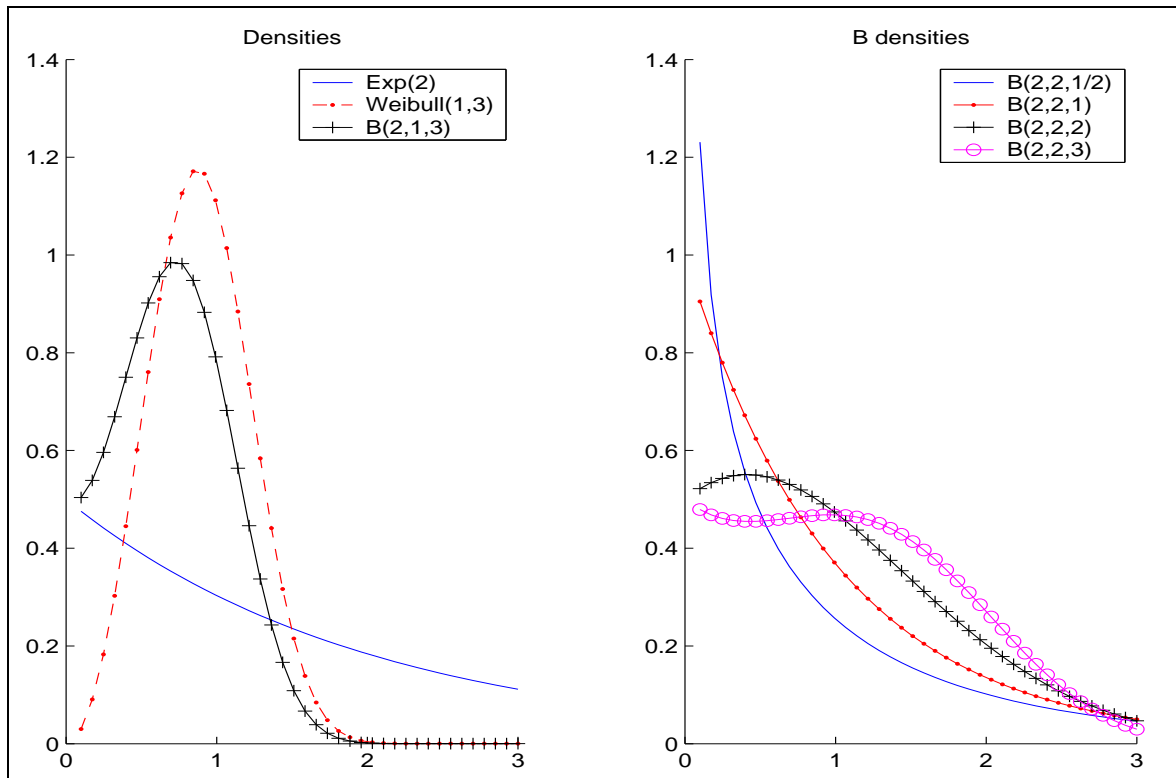 Densities
1.4
1.2
1
0.8
0.6
0.4
0.2
0
0
1
2
3
Exp(2)
Weibull(1,3)
B(2,1,3)
B densities
1.4
1.2
1
0.8
0.6
0.4
0.2
0
0
1
2
3
B(2,2,1/2)
B(2,2,1)
B(2,2,2)
B(2,2,3)